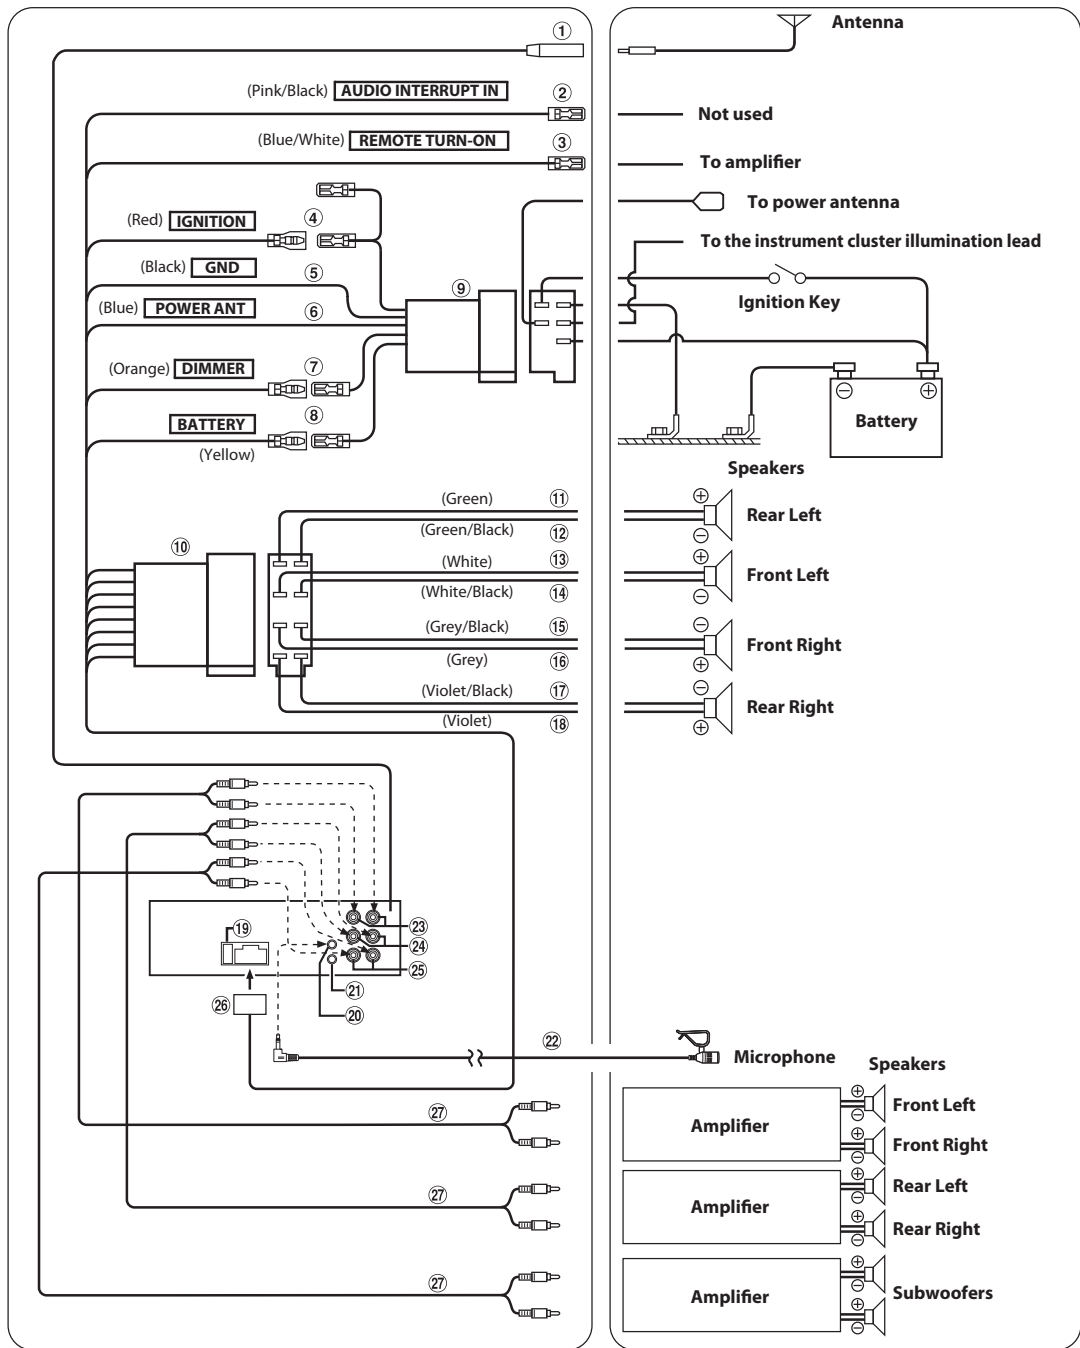 ①
Antenna
(Pink/Black) AUDIO INTERRUPT IN ②
Not used
(Blue/White) REMOTE TURN-ON ③
To amplifier
To power antenna
(Red) IGNITION ④
To the instrument cluster illumination lead
(Black) GND ⑤
⑨
Ignition Key
(Blue) POWER ANT ⑥
(Orange) DIMMER ⑦
⊖ ⊕
Battery
BATTERY ⑧
(Yellow)
Speakers
(Green) ⑪ ⊕
Rear Left
(Green/Black) ⑫ ⊖
⑩
(White) ⑬ ⊕
Front Left
(White/Black) ⑭ ⊖
(Grey/Black) ⑮ ⊖
Front Right
(Grey) ⑯ ⊕
(Violet/Black) ⑰ ⊖
Rear Right
(Violet) ⑱ ⊕
⑲
㉓
㉔
㉕
㉑
㉖
⑳
㉒
Microphone
Speakers
㉗
Amplifier
⊕
⊖
Front Left
⊕
⊖
Front Right
㉗
Amplifier
⊕
⊖
Rear Left
⊕
⊖
Rear Right
㉗
Amplifier
⊕
⊖
Subwoofers
⊕
⊖